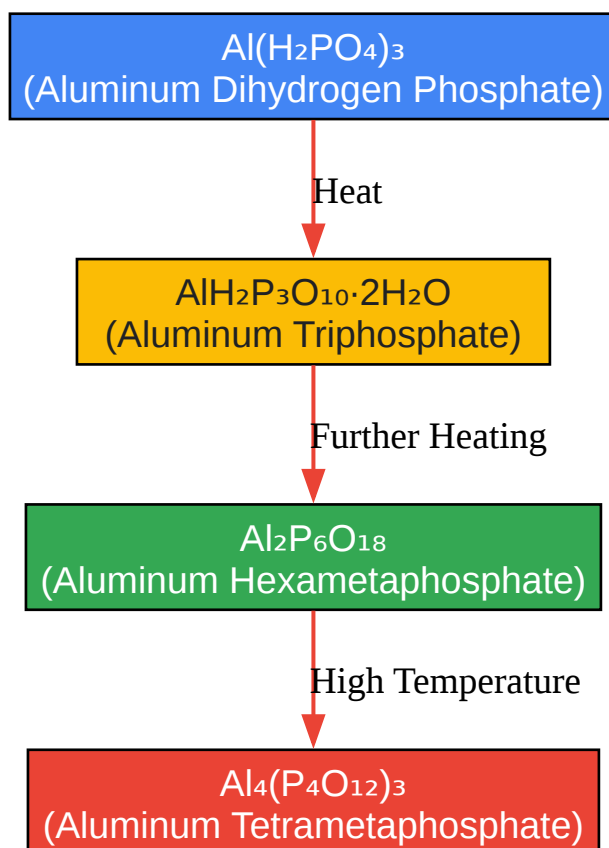 Al(H₂PO₄)₃
(Aluminum Dihydrogen Phosphate)
Heat
AlH₂P₃O₁₀·2H₂O
(Aluminum Triphosphate)
Further Heating
Al₂P₆O₁₈
(Aluminum Hexametaphosphate)
High Temperature
Al₄(P₄O₁₂)₃
(Aluminum Tetrametaphosphate)